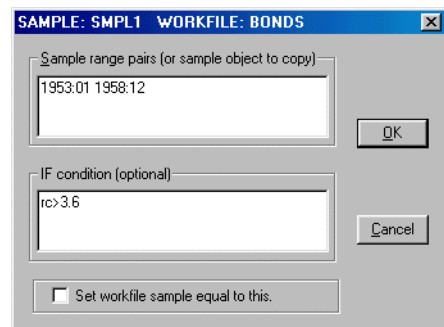 SAMPLE: SMPL1 WORKFILE: BONDS
Sample range pairs (or sample object to copy)
1953:01 1958:12
OK
IF condition (optional)
rc>3.6
Cancel
Set workfile sample equal to this.